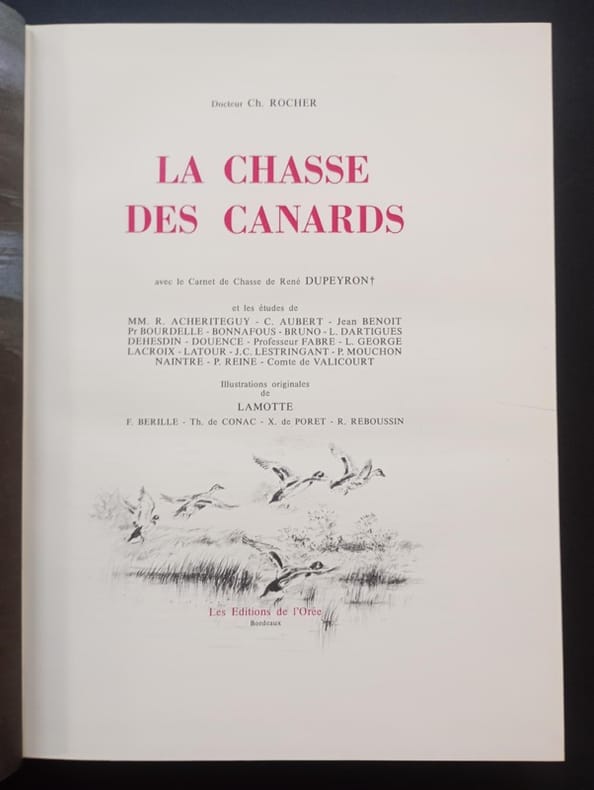 Docteur Ch. ROCHER
LA CHASSE
DES CANARDS
avec le Carnet de Chasse de René DUPEYRON†
et les études de
MM. R. ACHERITEGUY - C. AUBERT - Jean BENOIT
Pr BOURDELLE - BONNAFOUS - BRUNO - L. DARTIGUES
DEHESDIN - DOUENCE - Professeur FABRE - L. GEORGE
LACROIX - LATOUR - J.C. LESTRINGANT - P. MOUCHON
NAINTRE - P. REINE - Comte de VALICOURT
Illustrations originales
de
LAMOTTE
F. BERILLE - Th. de CONAC - X. de PORET - R. REBOUSSIN
Les Editions de l'Orée
Bordeaux